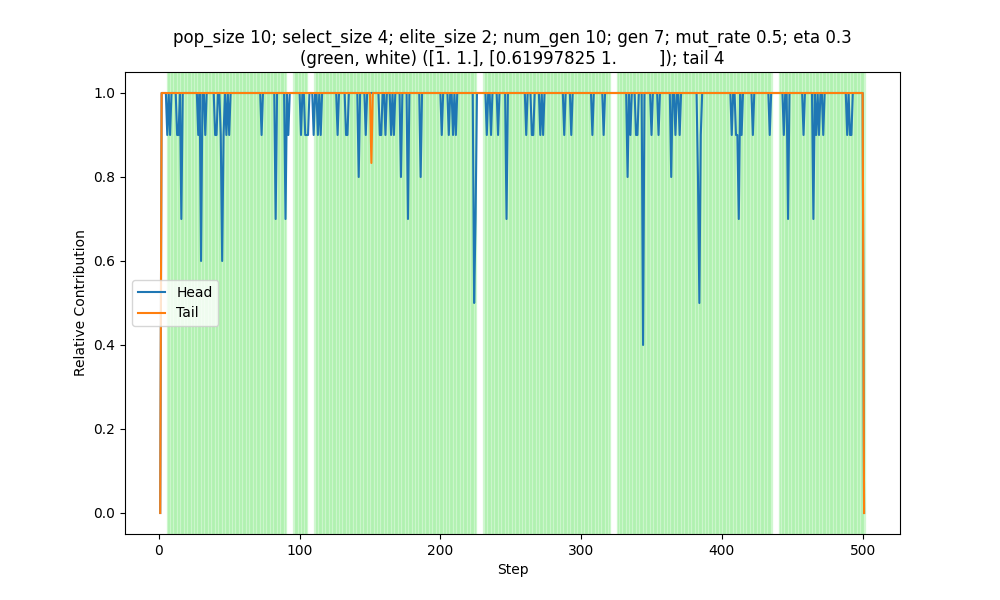 pop_size 10; select_size 4; elite_size 2; num_gen 10; gen 7; mut_rate 0.5; eta 0.3
(green, white) ([1. 1.], [0.61997825 1.         ]); tail 4
1.0
0.8
0.6
0.4
0.2
0.0
Relative Contribution
Head
Tail
0
100
200
300
400
500
Step